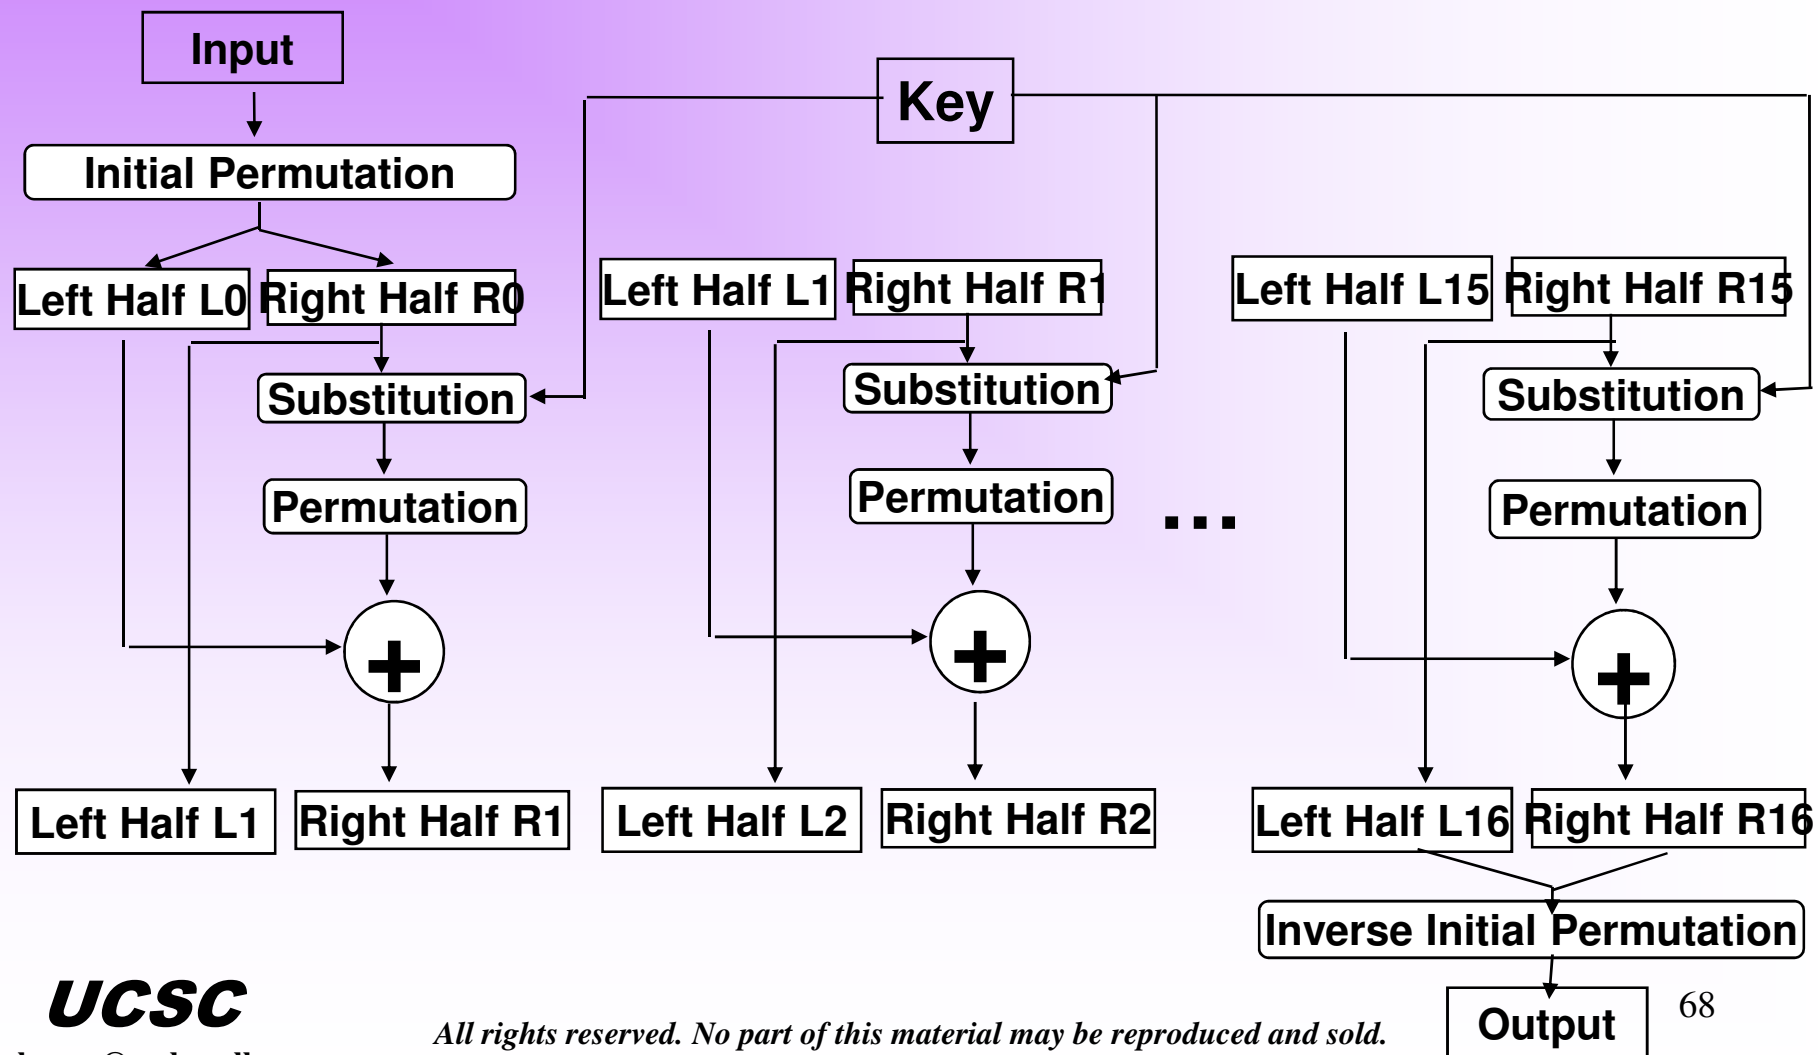 Input
Key
Initial Permutation
Left Half L0
Right Half R0
Left Half L1
Right Half R1
Left Half L15
Right Half R15
Substitution
Substitution
Substitution
Permutation
Permutation
...
Permutation
+
+
+
Left Half L1
Right Half R1
Left Half L2
Right Half R2
Left Half L16
Right Half R16
Inverse Initial Permutation
Output
UCSC
All rights reserved. No part of this material may be reproduced and sold.
68